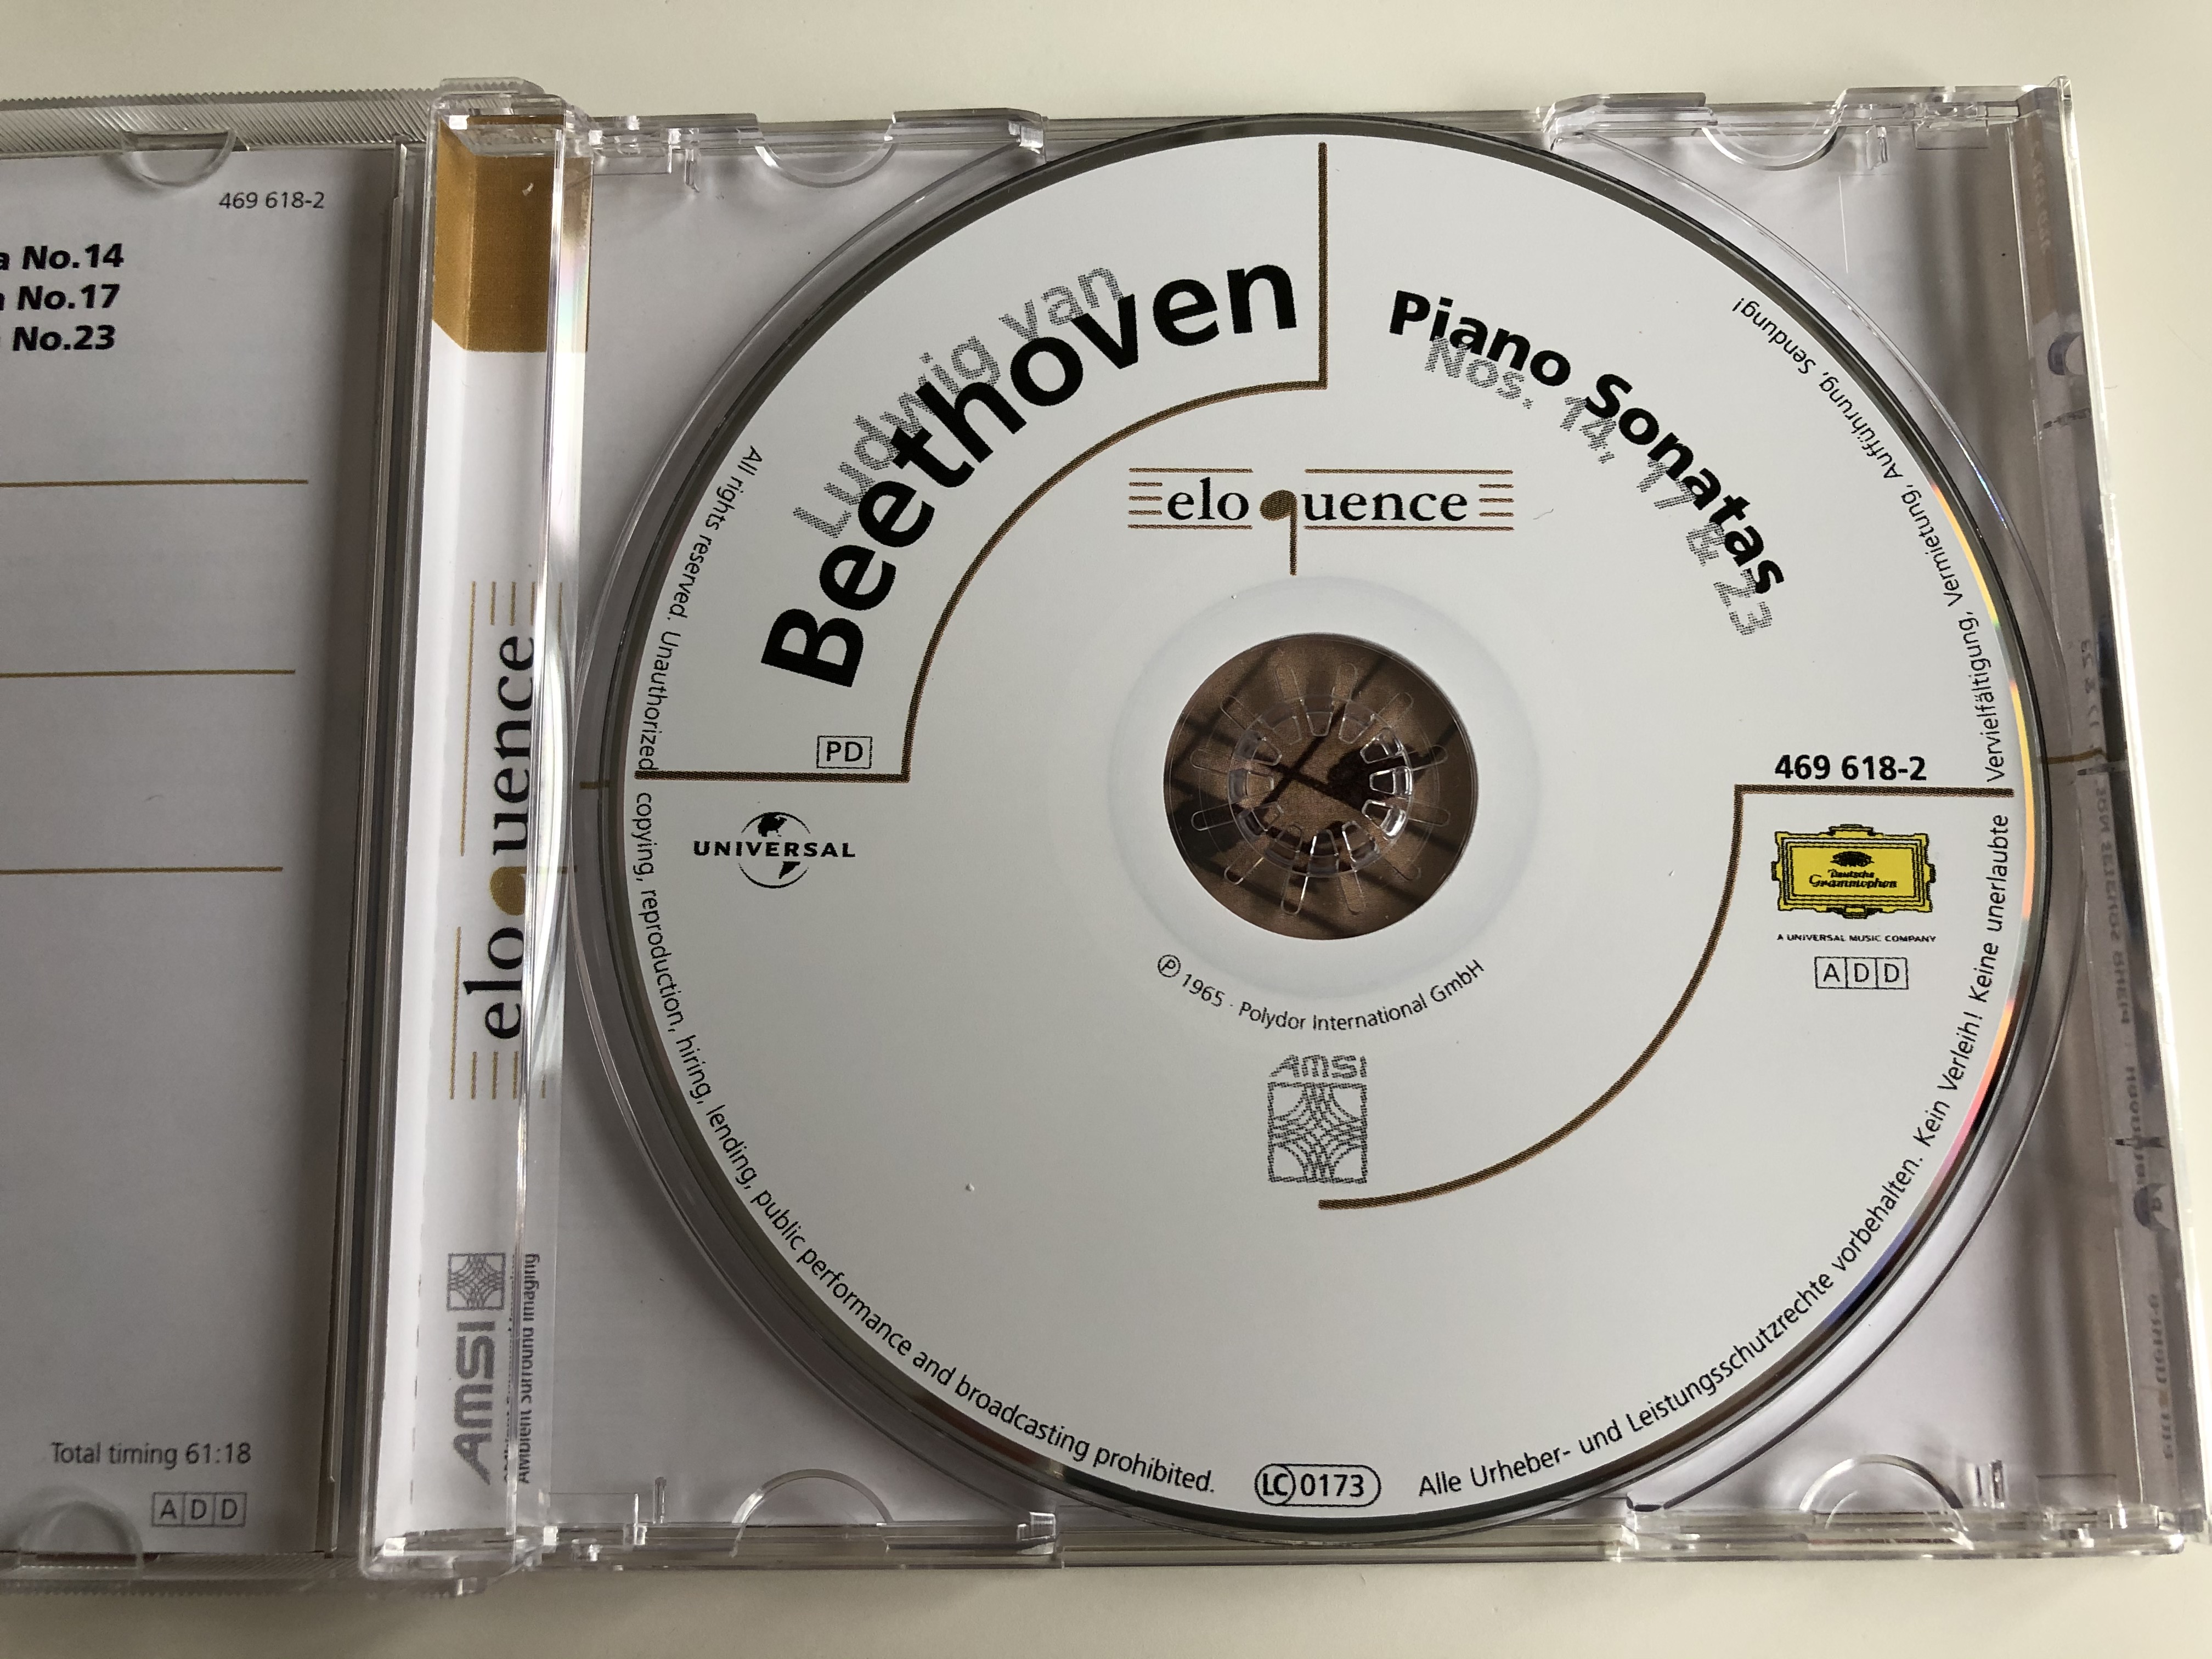 469 618-2
No.14
No.17
No.23
Total timing 61:18
ADD
eloquence
AMSI
Ambient Surround Imaging
Ludwig van
Beethoven
Piano Sonatas
Nos. 14, 17 & 23
eloquence
PD
469 618-2
UNIVERSAL
Deutsche
Grammophon
A UNIVERSAL MUSIC COMPANY
ADD
℗ 1965 · Polydor International GmbH
AMSI
All rights reserved. Unauthorized copying, reproduction, hiring, lending, public performance and broadcasting prohibited.
LC 0173
Alle Urheber- und Leistungsschutzrechte vorbehalten. Kein Verleih! Keine unerlaubte Vervielfältigung, Vermietung, Aufführung, Sendung!